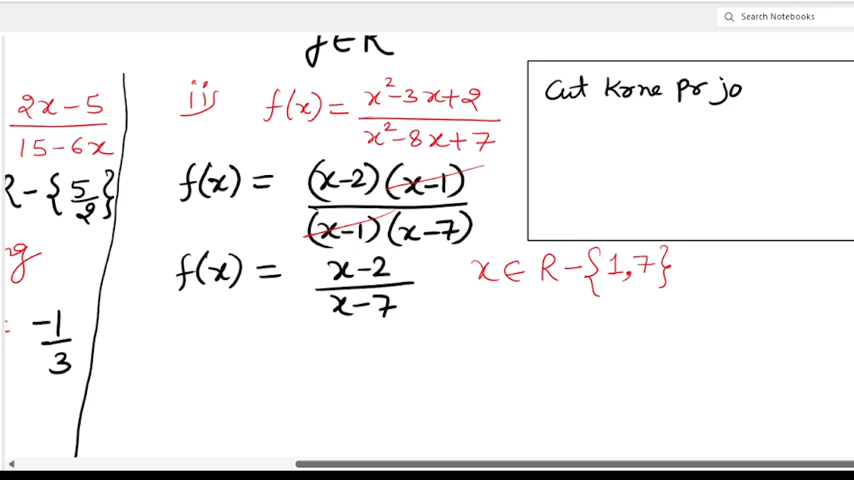 Search Notebooks
y ∈ R
2x-5
15-6x
R - {5/2}
= -1/3
ii) f(x) = x²-3x+2
x²-8x+7
f(x) = (x-2)(x-1)
(x-1)(x-7)
f(x) = x-2
x-7
x ∈ R - {1,7}
Cut Krne pr jo